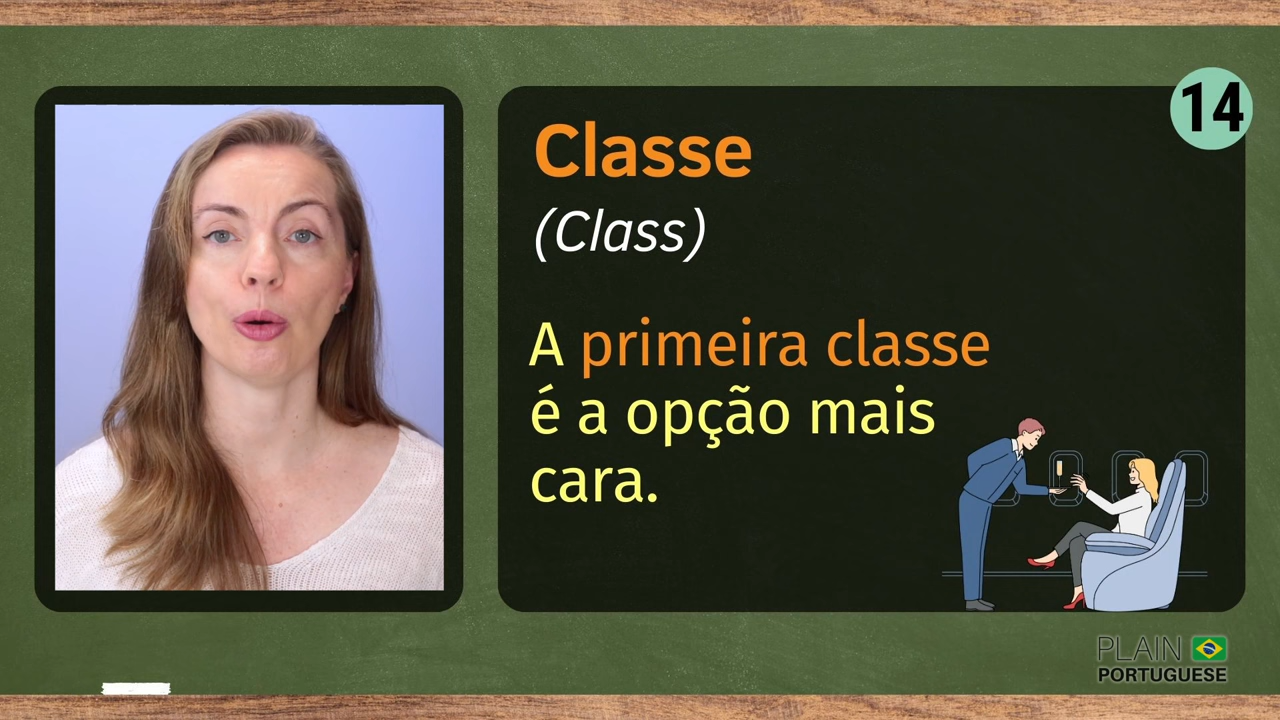 14
Classe
(Class)
A primeira classe
é a opção mais
cara.
PLAIN
PORTUGUESE